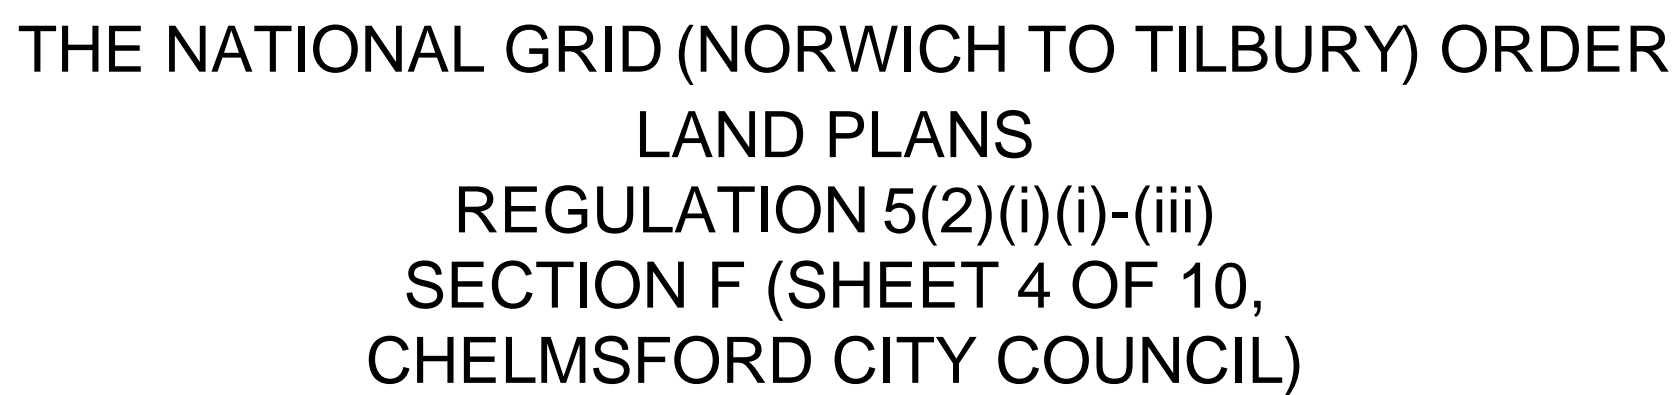 THE NATIONAL GRID (NORWICH TO TILBURY) ORDER
LAND PLANS
REGULATION 5(2)(i)(i)-(iii)
SECTION F (SHEET 4 OF 10,
CHELMSFORD CITY COUNCIL)